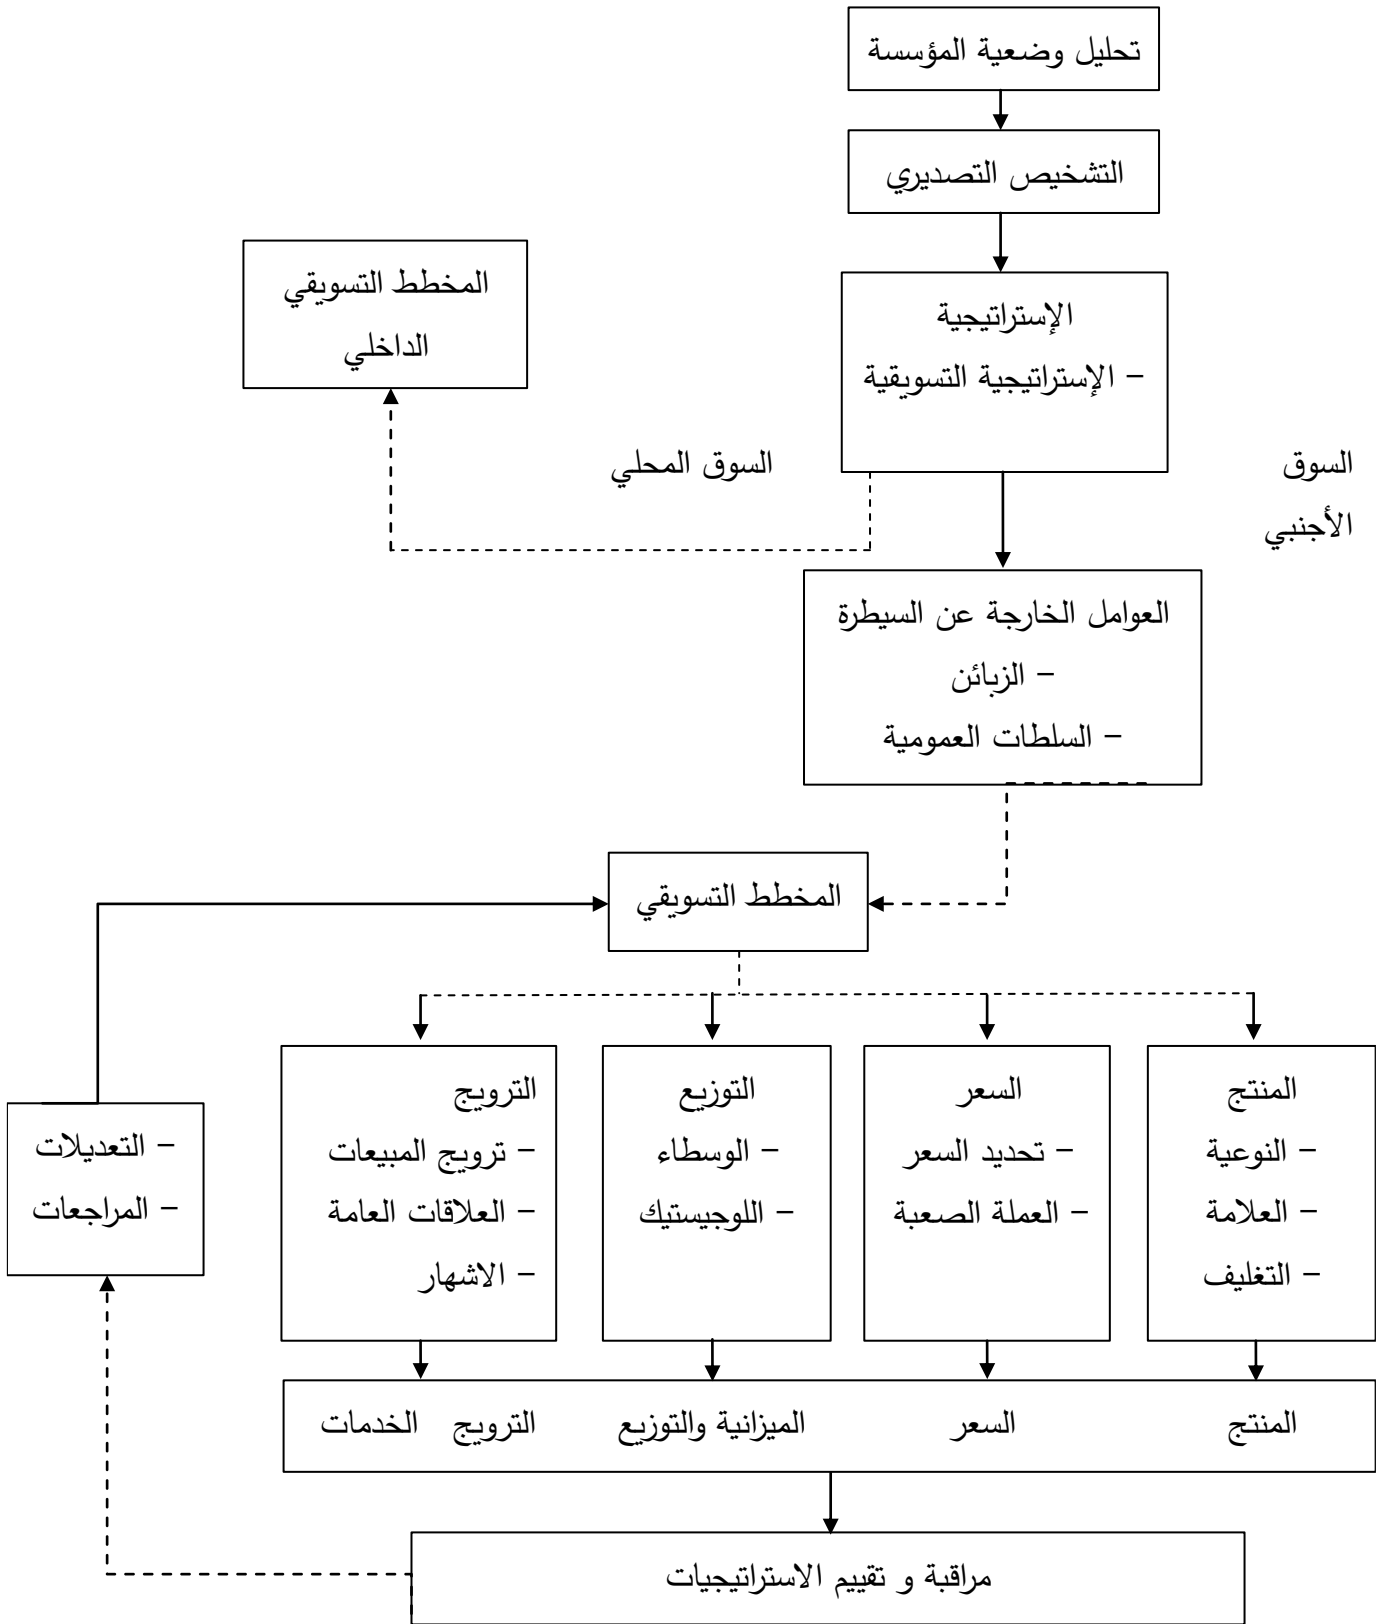 تحليل وضعية المؤسسة
التشخيص التصديري
الإستراتيجية
– الإستراتيجية التسويقية
المخطط التسويقي
الداخلي
السوق
الأجنبي
السوق المحلي
العوامل الخارجة عن السيطرة
– الزبائن
– السلطات العمومية
المخطط التسويقي
المنتج
– النوعية
– العلامة
– التغليف
السعر
– تحديد السعر
– العملة الصعبة
التوزيع
– الوسطاء
– اللوجيستيك
الترويج
– ترويج المبيعات
– العلاقات العامة
– الاشهار
– التعديلات
– المراجعات
المنتج السعر الميزانية والتوزيع الترويج الخدمات
مراقبة و تقييم الاستراتيجيات